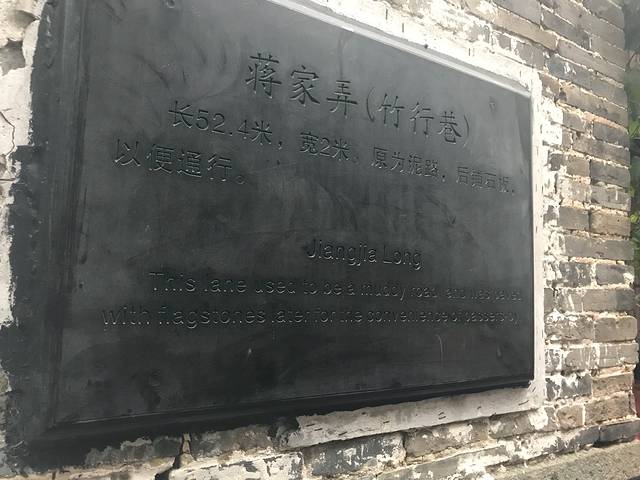 蒋家弄(竹行巷)
长52.4米，宽2米。原为泥路，后铺石板，
以便通行。
Jiangjia Long
This lane used to be a muddy road, and was paved
with flagstones later for the convenience of passers-by